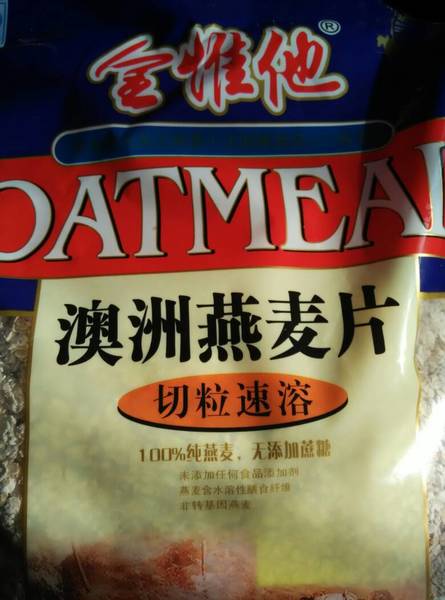 金惟他®
OATMEAL
澳洲燕麦片
切粒速溶
100%纯燕麦，无添加蔗糖
未添加任何食品添加剂
燕麦含水溶性膳食纤维
非转基因燕麦